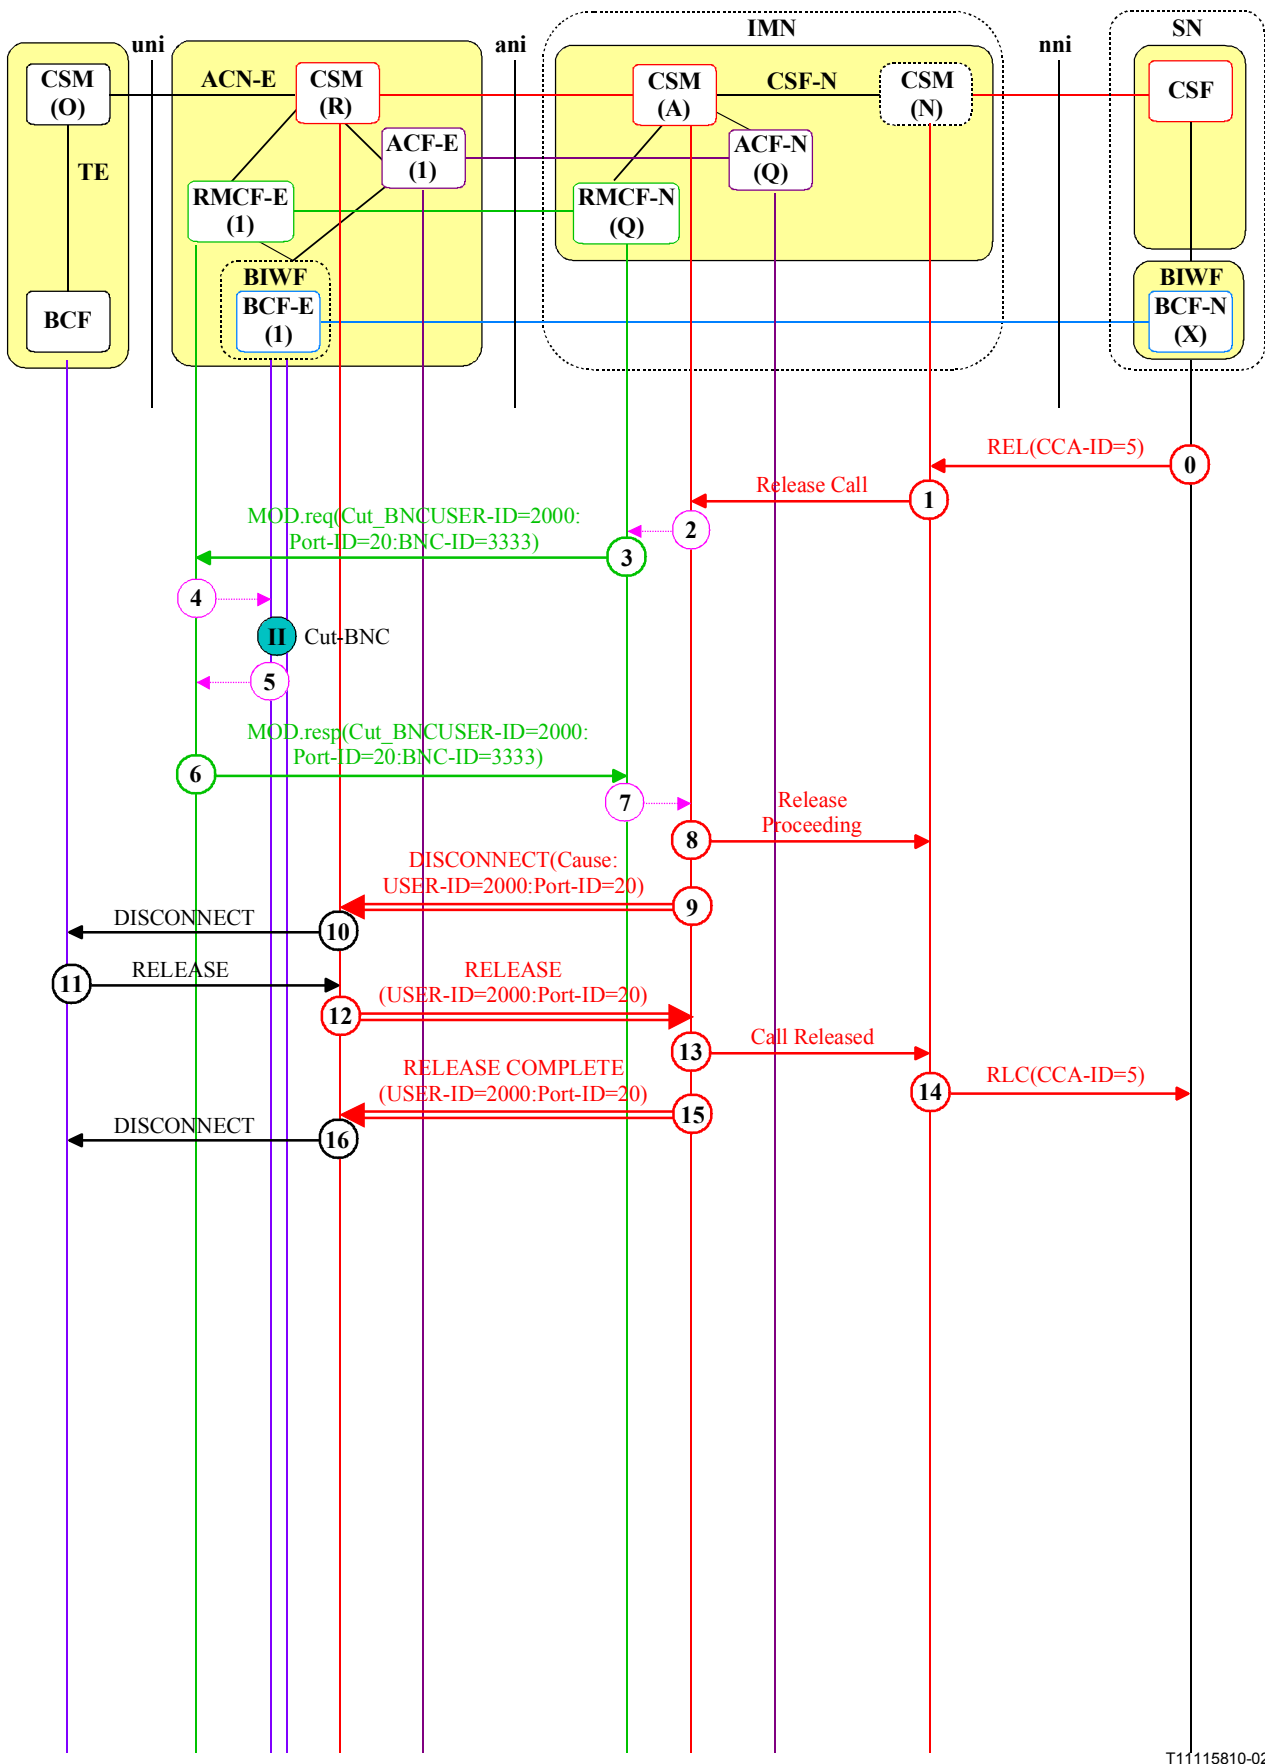 IMN
SN
uni
ani
nni
CSM
(O)
ACN-E
CSM
(R)
CSM
(A)
CSF-N
CSM
(N)
CSF
TE
ACF-E
(1)
ACF-N
(Q)
RMCF-E
(1)
RMCF-N
(Q)
BIWF
BIWF
BCF
BCF-E
(1)
BCF-N
(X)
REL(CCA-ID=5)
0
Release Call
1
MOD.req(Cut_BNCUSER-ID=2000:
Port-ID=20:BNC-ID=3333)
2
3
4
II Cut-BNC
5
MOD.resp(Cut_BNCUSER-ID=2000:
Port-ID=20:BNC-ID=3333)
6
7
Release
Proceeding
8
DISCONNECT(Cause:
USER-ID=2000:Port-ID=20)
9
DISCONNECT
10
11
RELEASE
RELEASE
(USER-ID=2000:Port-ID=20)
12
Call Released
13
RELEASE COMPLETE
(USER-ID=2000:Port-ID=20)
14
RLC(CCA-ID=5)
15
DISCONNECT
16
T11115810-02